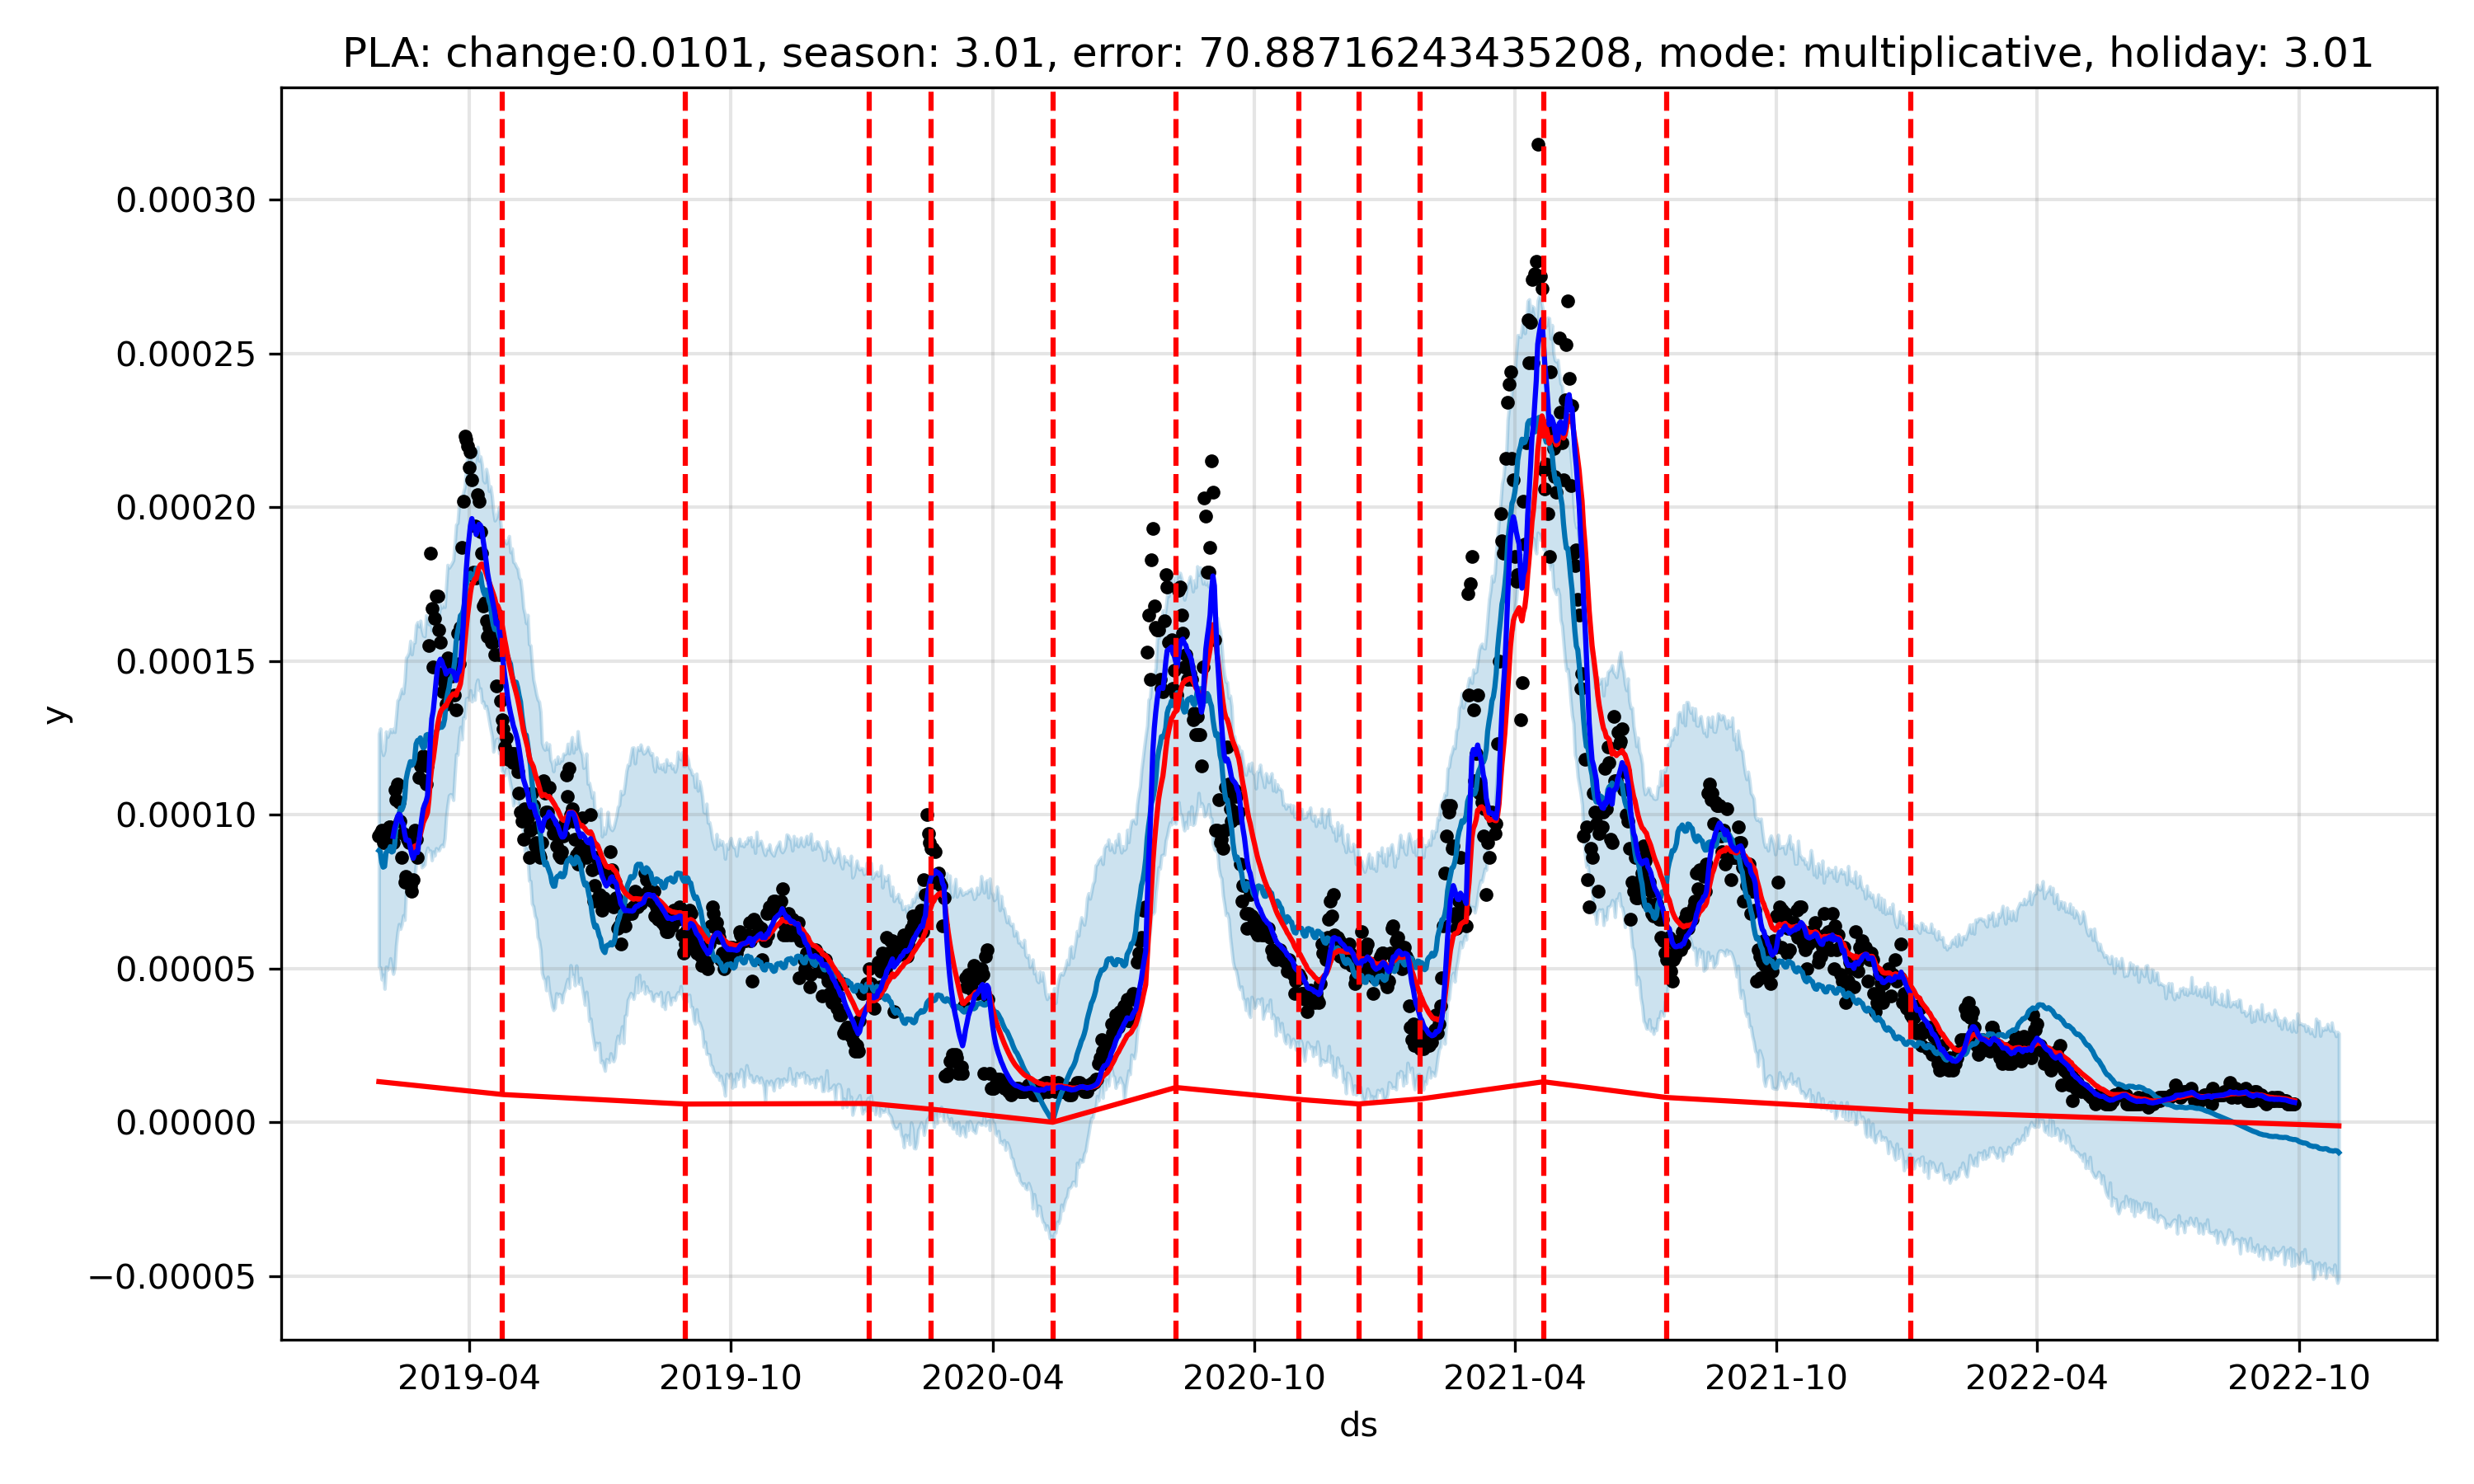 PLA: change:0.0101, season: 3.01, error: 70.88716243435208, mode: multiplicative, holiday: 3.01
y
0.00030
0.00025
0.00020
0.00015
0.00010
0.00005
0.00000
−0.00005
2019-04 2019-10 2020-04 2020-10 2021-04 2021-10 2022-04 2022-10
ds